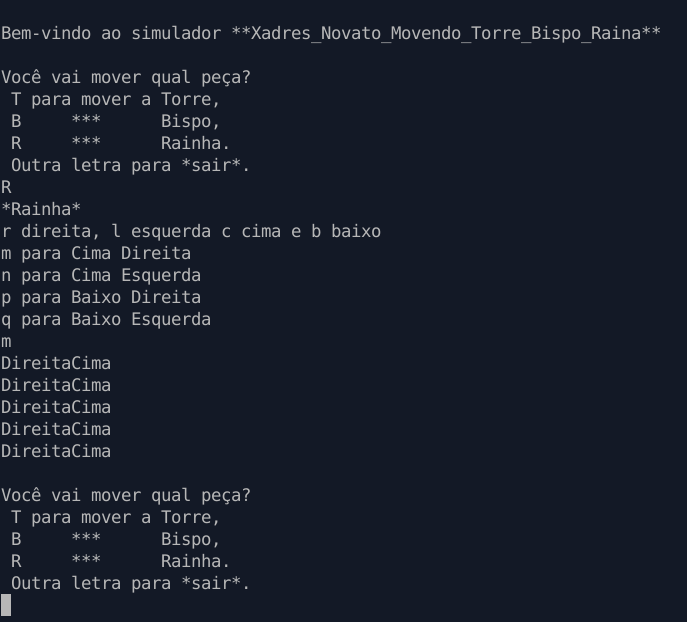 Bem-vindo ao simulador **Xadres_Novato_Movendo_Torre_Bispo_Raina**
Você vai mover qual peça?
T para mover a Torre,
B     ***      Bispo,
R     ***      Rainha.
Outra letra para *sair*.
R
*Rainha*
r direita, l esquerda c cima e b baixo
m para Cima Direita
n para Cima Esquerda
p para Baixo Direita
q para Baixo Esquerda
m
DireitaCima
DireitaCima
DireitaCima
DireitaCima
DireitaCima
Você vai mover qual peça?
T para mover a Torre,
B     ***      Bispo,
R     ***      Rainha.
Outra letra para *sair*.